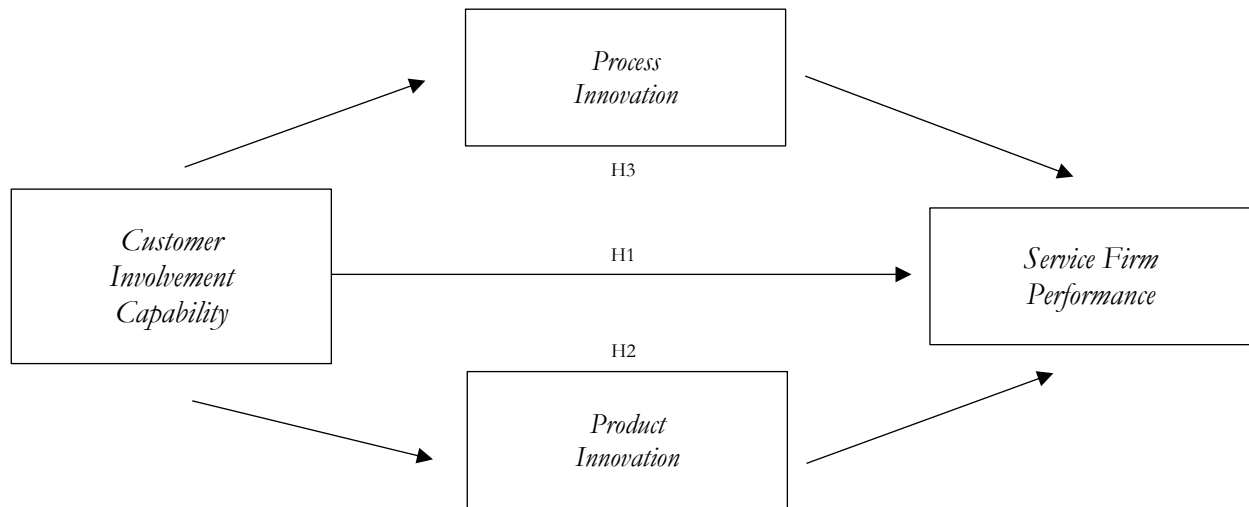 Process
Innovation
H3
Customer
Involvement
Capability
H1
Service Firm
Performance
H2
Product
Innovation